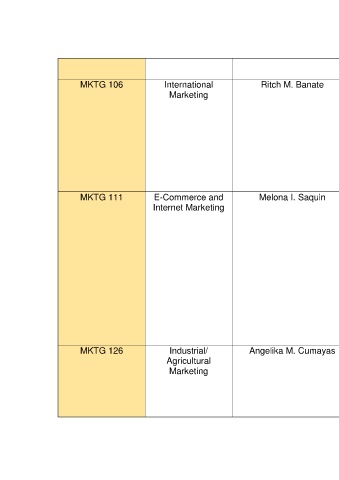 MKTG 106
International
Marketing
Ritch M. Banate
MKTG 111
E-Commerce and
Internet Marketing
Melona I. Saquin
MKTG 126
Industrial/
Agricultural
Marketing
Angelika M. Cumayas